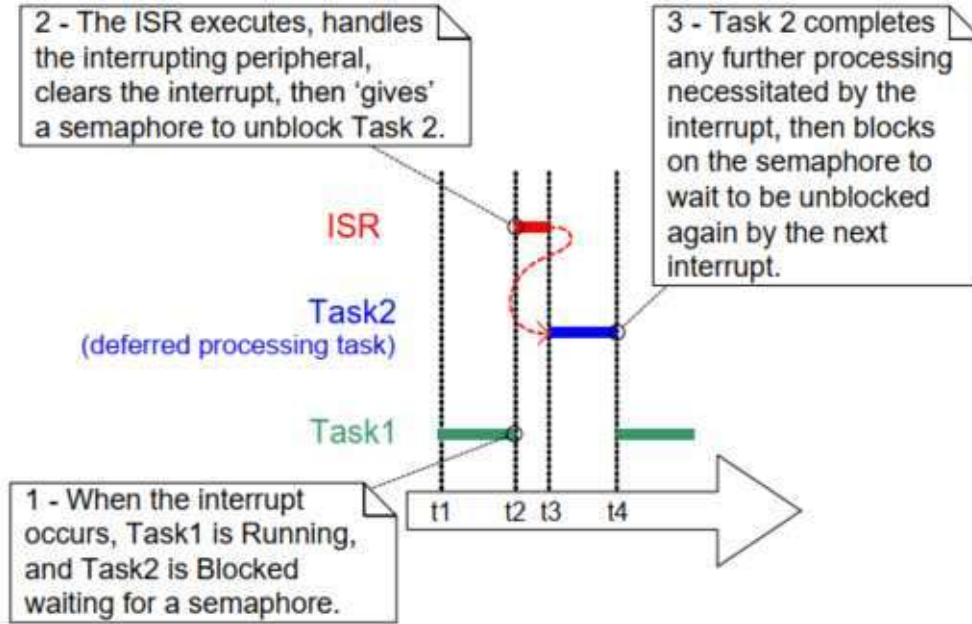 2 - The ISR executes, handles
the interrupting peripheral,
clears the interrupt, then ‘gives’
a semaphore to unblock Task 2.
3 - Task 2 completes
any further processing
necessitated by the
interrupt, then blocks
on the semaphore to
wait to be unblocked
again by the next
interrupt.
ISR
Task2
(deferred processing task)
Task1
1 - When the interrupt
occurs, Task1 is Running,
and Task2 is Blocked
waiting for a semaphore.
t1 t2 t3 t4